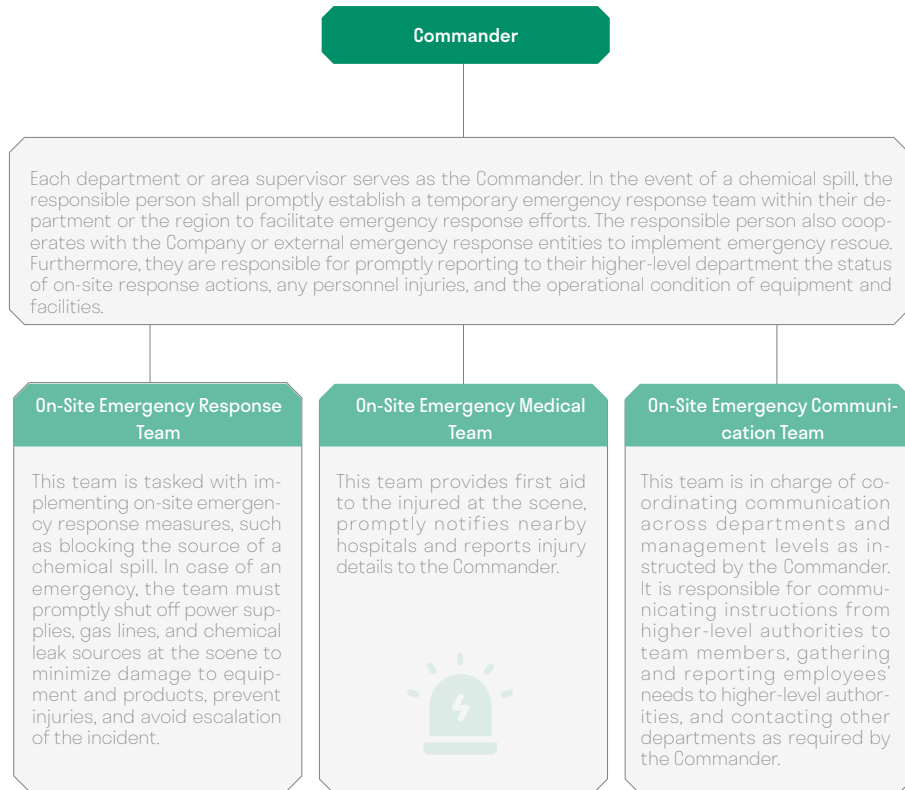 Commander
Each department or area supervisor serves as the Commander. In the event of a chemical spill, the
responsible person shall promptly establish a temporary emergency response team within their de-
partment or the region to facilitate emergency response efforts. The responsible person also coop-
erates with the Company or external emergency response entities to implement emergency rescue.
Furthermore, they are responsible for promptly reporting to their higher-level department the status
of on-site response actions, any personnel injuries, and the operational condition of equipment and
facilities.
On-Site Emergency Response
Team
This team is tasked with im-
plementing on-site emergen-
cy response measures, such
as blocking the source of a
chemical spill. In case of an
emergency, the team must
promptly shut off power sup-
plies, gas lines, and chemical
leak sources at the scene to
minimize damage to equip-
ment and products, prevent
injuries, and avoid escalation
of the incident.
On-Site Emergency Medical
Team
This team provides first aid
to the injured at the scene,
promptly notifies nearby
hospitals and reports injury
details to the Commander.
On-Site Emergency Communi-
cation Team
This team is in charge of co-
ordinating communication
across departments and
management levels as in-
structed by the Commander.
It is responsible for commu-
nicating instructions from
higher-level authorities to
team members, gathering
and reporting employees'
needs to higher-level author-
ities, and contacting other
departments as required by
the Commander.